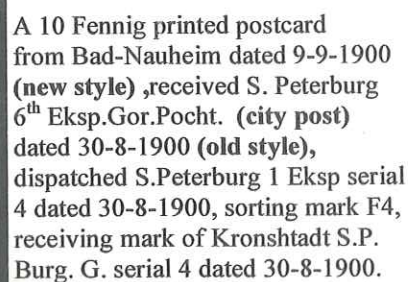 A 10 Fennig printed postcard
from Bad-Nauheim dated 9-9-1900
(new style) ,received S. Peterburg
6th Eksp.Gor.Pocht. (city post)
dated 30-8-1900 (old style),
dispatched S.Peterburg 1 Eksp serial
4 dated 30-8-1900, sorting mark F4,
receiving mark of Kronshtadt S.P.
Burg. G. serial 4 dated 30-8-1900.